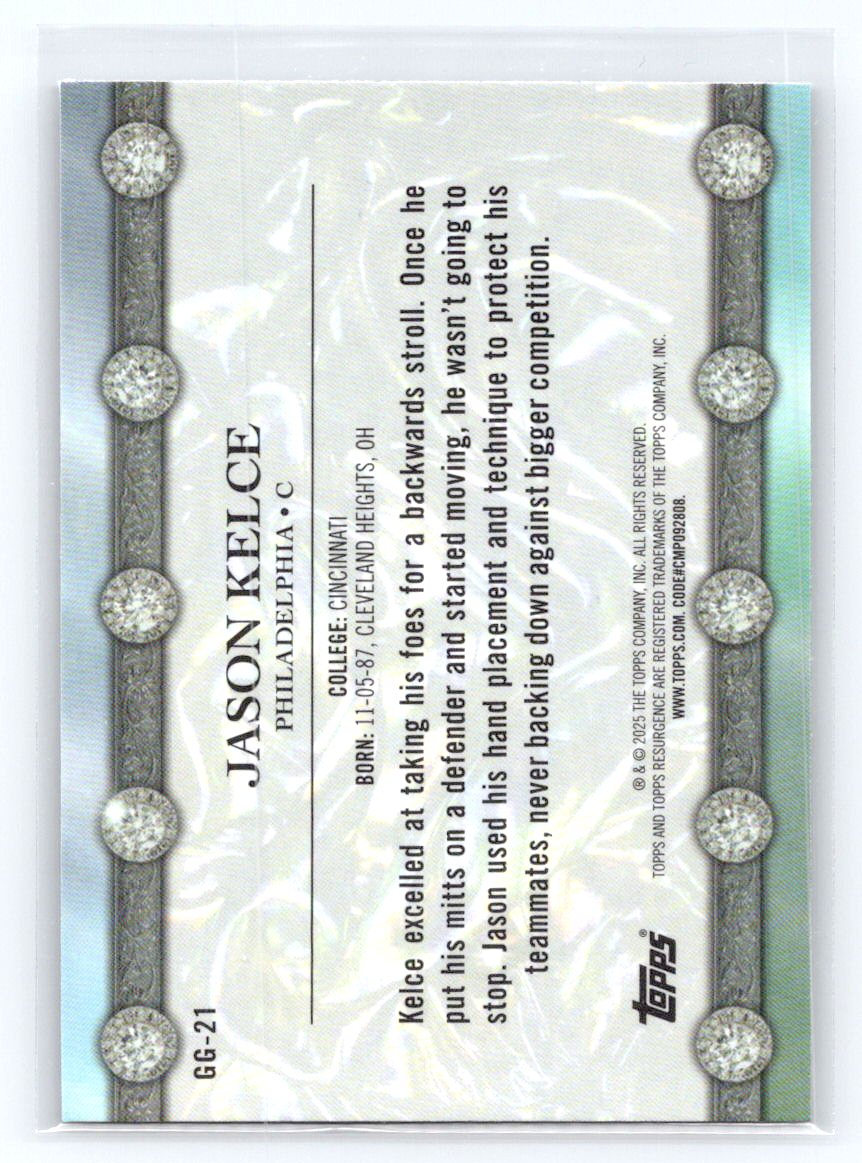 GG-21
JASON KELCE
PHILADELPHIA • C
COLLEGE: CINCINNATI
BORN: 11-05-87, CLEVELAND HEIGHTS, OH
Kelce excelled at taking his foes for a backwards stroll. Once he
put his mitts on a defender and started moving, he wasn't going to
stop. Jason used his hand placement and technique to protect his
teammates, never backing down against bigger competition.
topps®
® & © 2025 THE TOPPS COMPANY, INC. ALL RIGHTS RESERVED.
TOPPS AND TOPPS RESURGENCE ARE REGISTERED TRADEMARKS OF THE TOPPS COMPANY, INC.
WWW.TOPPS.COM. CODE#CMP092808.